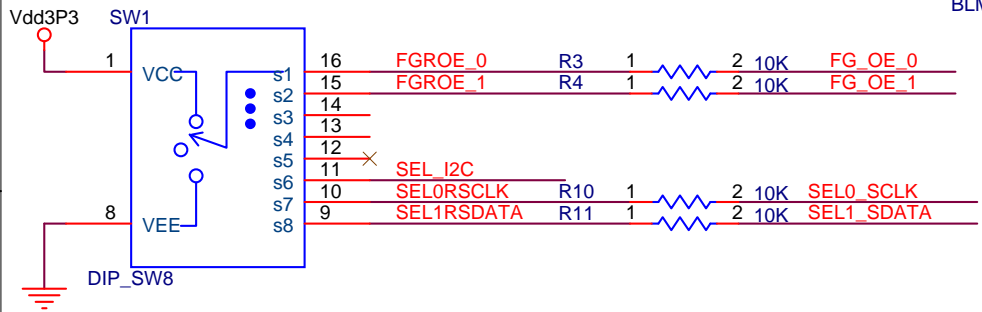 BLM
Vdd3P3 SW1
1 VCC s1 16 FGROE_0 R3 1 2 10K FG_OE_0
s2 15 FGROE_1 R4 1 2 10K FG_OE_1
s3 14
s4 13
s5 12
s6 11 SEL_I2C
s7 10 SEL0RSCLK R10 1 2 10K SEL0_SCLK
8 VEE s8 9 SEL1RSDATA R11 1 2 10K SEL1_SDATA
DIP_SW8